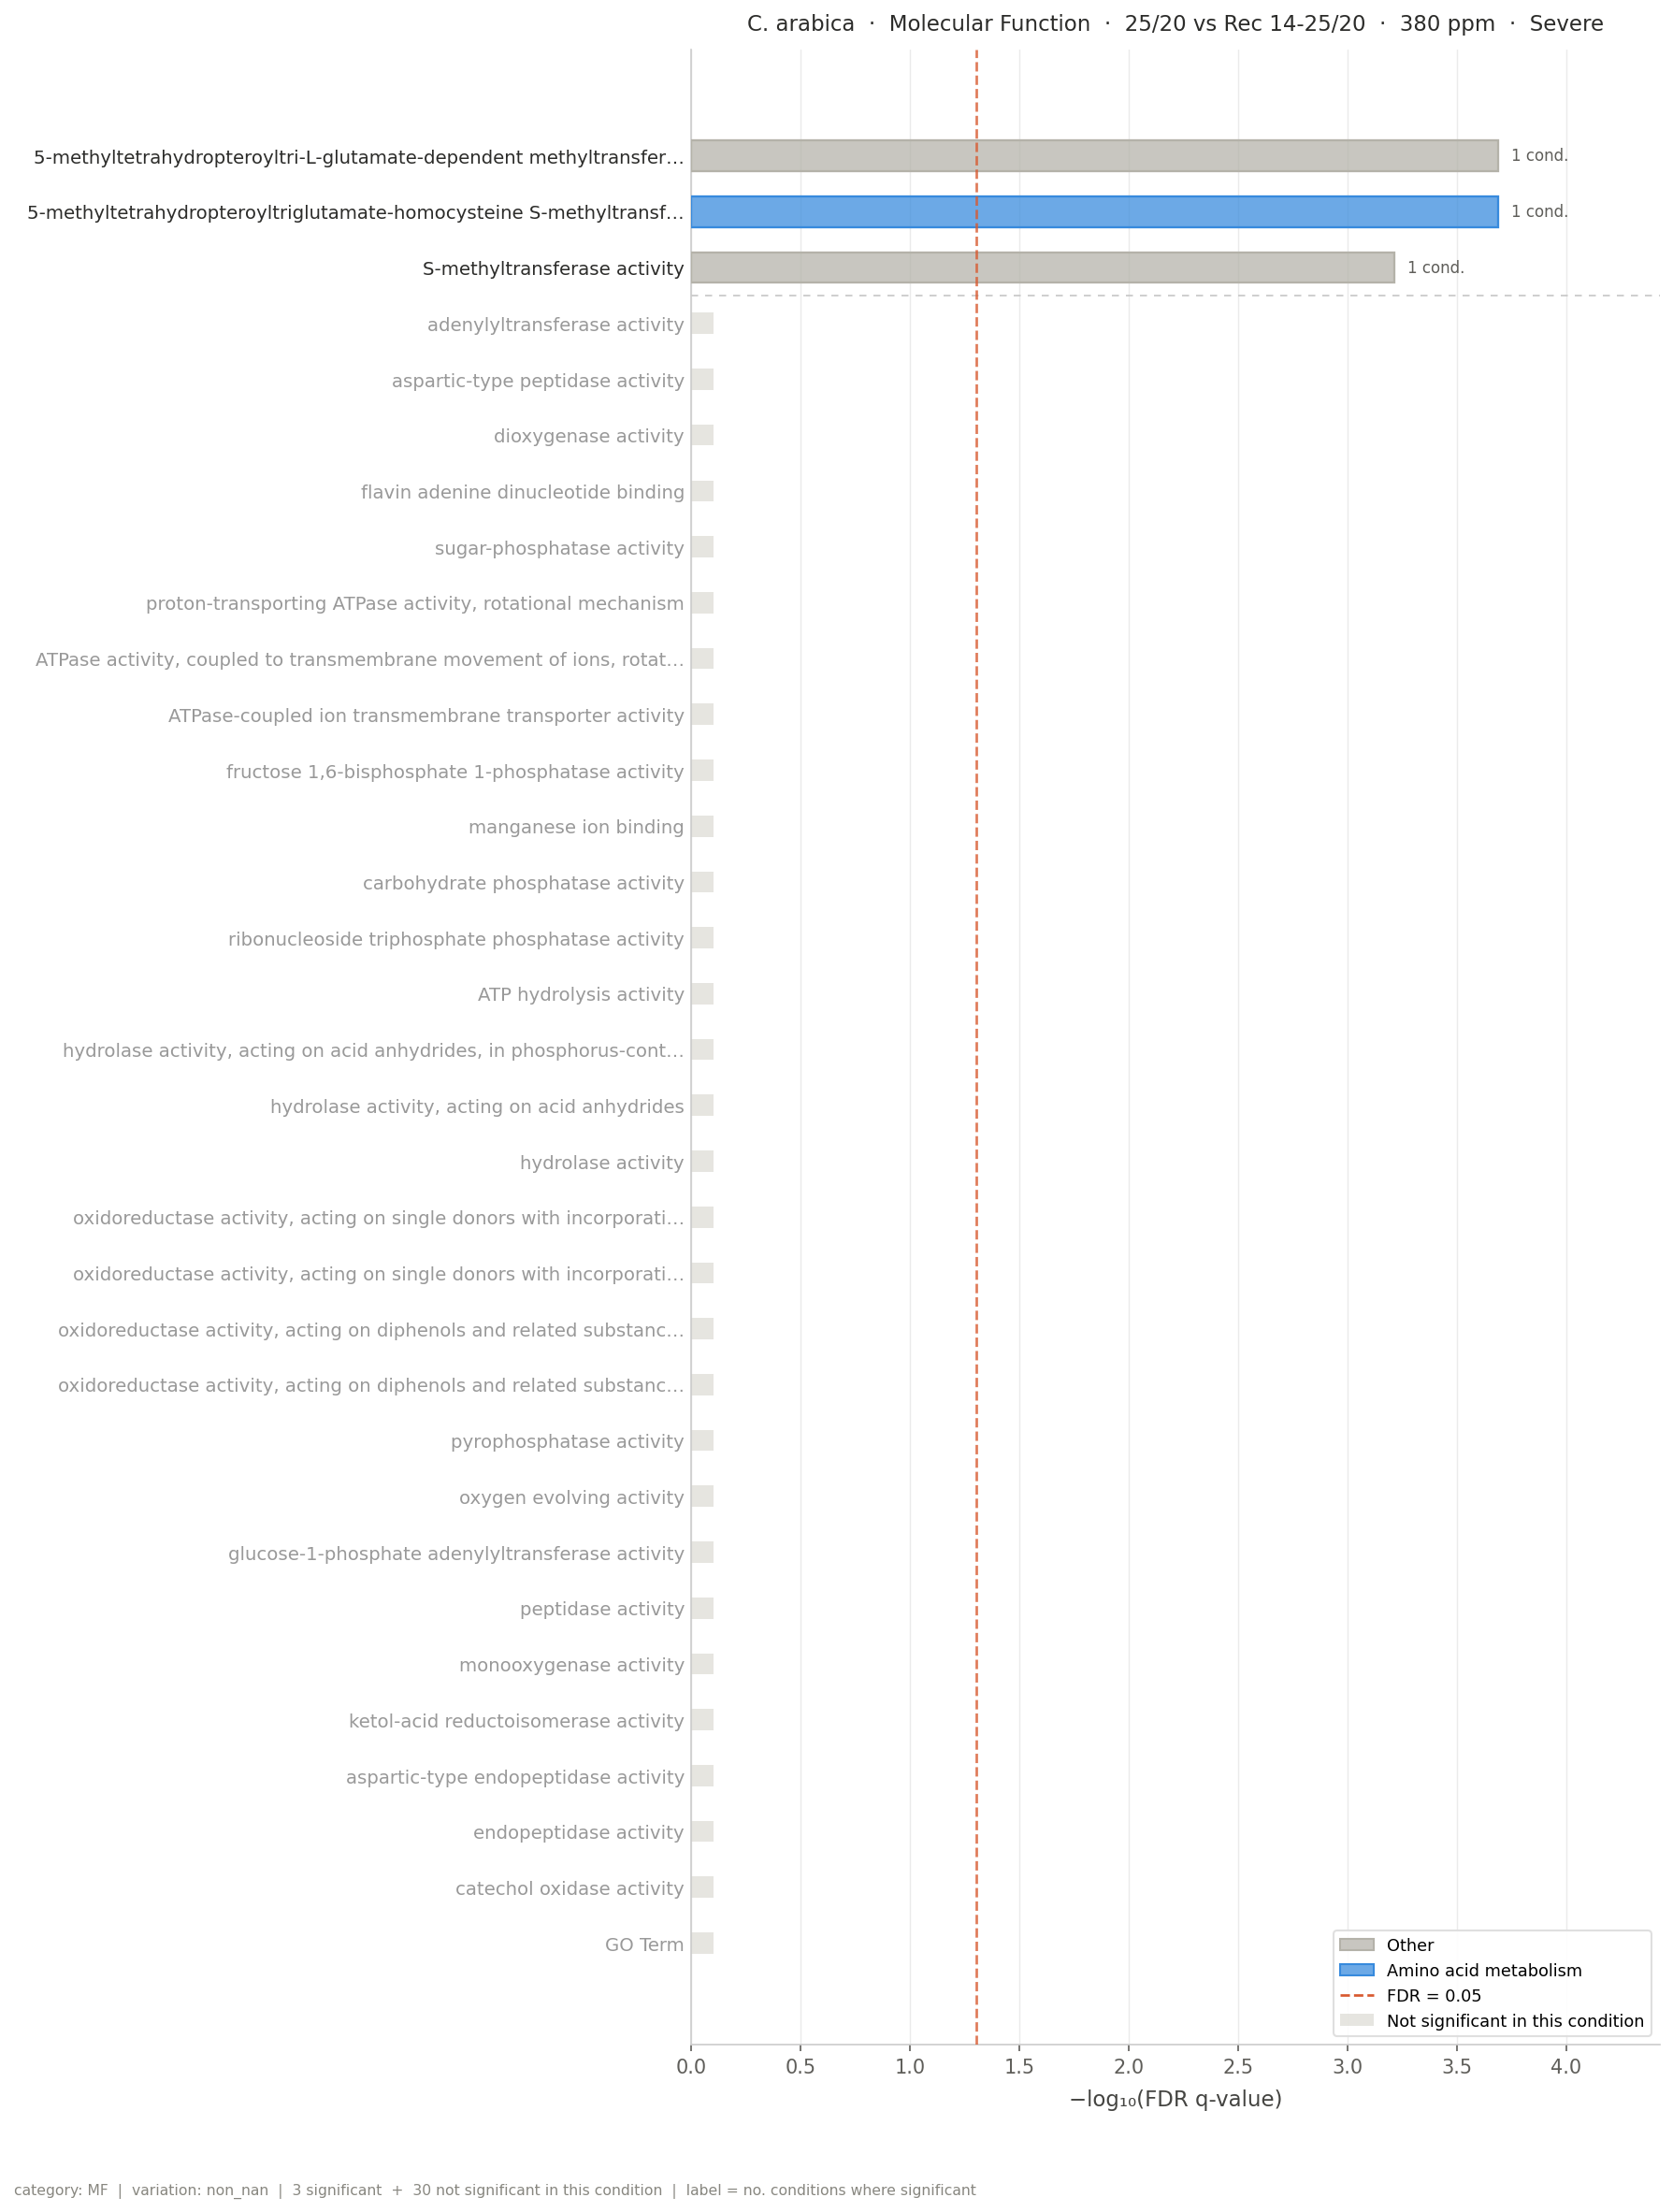 C. arabica · Molecular Function · 25/20 vs Rec 14-25/20 · 380 ppm · Severe
5-methyltetrahydropteroyltri-L-glutamate-dependent methyltransfer… 1 cond.
5-methyltetrahydropteroyltriglutamate-homocysteine S-methyltransf… 1 cond.
S-methyltransferase activity 1 cond.
adenylyltransferase activity
aspartic-type peptidase activity
dioxygenase activity
flavin adenine dinucleotide binding
sugar-phosphatase activity
proton-transporting ATPase activity, rotational mechanism
ATPase activity, coupled to transmembrane movement of ions, rotat…
ATPase-coupled ion transmembrane transporter activity
fructose 1,6-bisphosphate 1-phosphatase activity
manganese ion binding
carbohydrate phosphatase activity
ribonucleoside triphosphate phosphatase activity
ATP hydrolysis activity
hydrolase activity, acting on acid anhydrides, in phosphorus-cont…
hydrolase activity, acting on acid anhydrides
hydrolase activity
oxidoreductase activity, acting on single donors with incorporati…
oxidoreductase activity, acting on single donors with incorporati…
oxidoreductase activity, acting on diphenols and related substanc…
oxidoreductase activity, acting on diphenols and related substanc…
pyrophosphatase activity
oxygen evolving activity
glucose-1-phosphate adenylyltransferase activity
peptidase activity
monooxygenase activity
ketol-acid reductoisomerase activity
aspartic-type endopeptidase activity
endopeptidase activity
catechol oxidase activity
GO Term
Other
Amino acid metabolism
FDR = 0.05
Not significant in this condition
0.0 0.5 1.0 1.5 2.0 2.5 3.0 3.5 4.0
−log₁₀(FDR q-value)
category: MF | variation: non_nan | 3 significant + 30 not significant in this condition | label = no. conditions where significant